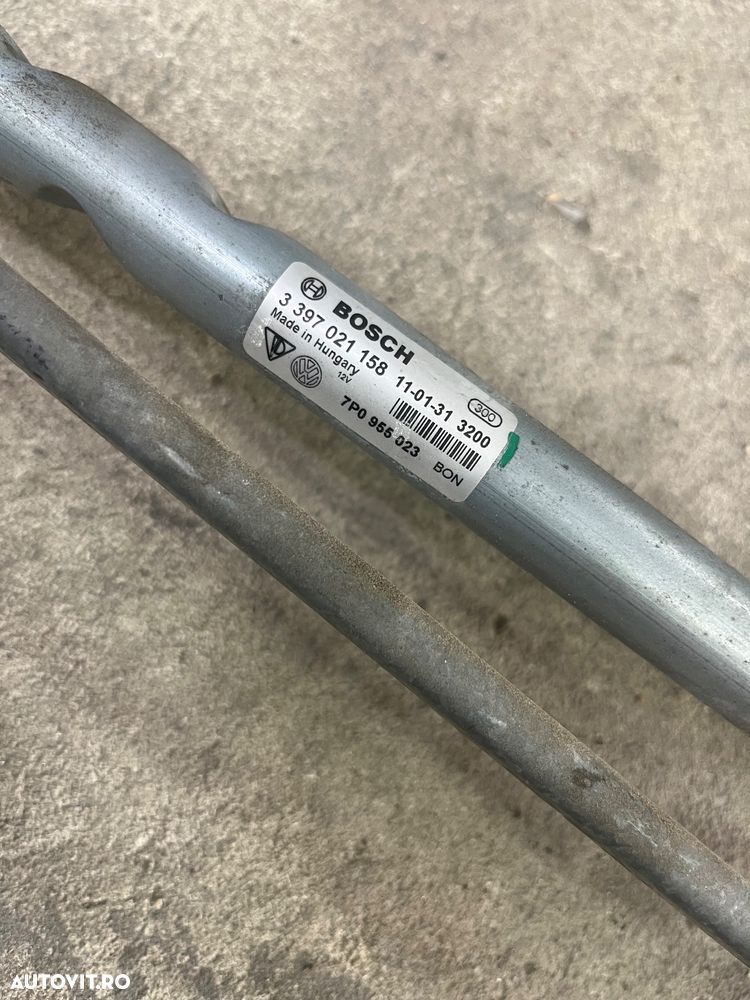 BOSCH
3 397 021 158 11-01-31 3200
Made in Hungary
300
12V
7P0 955 023 BON
AUTOVIT.RO